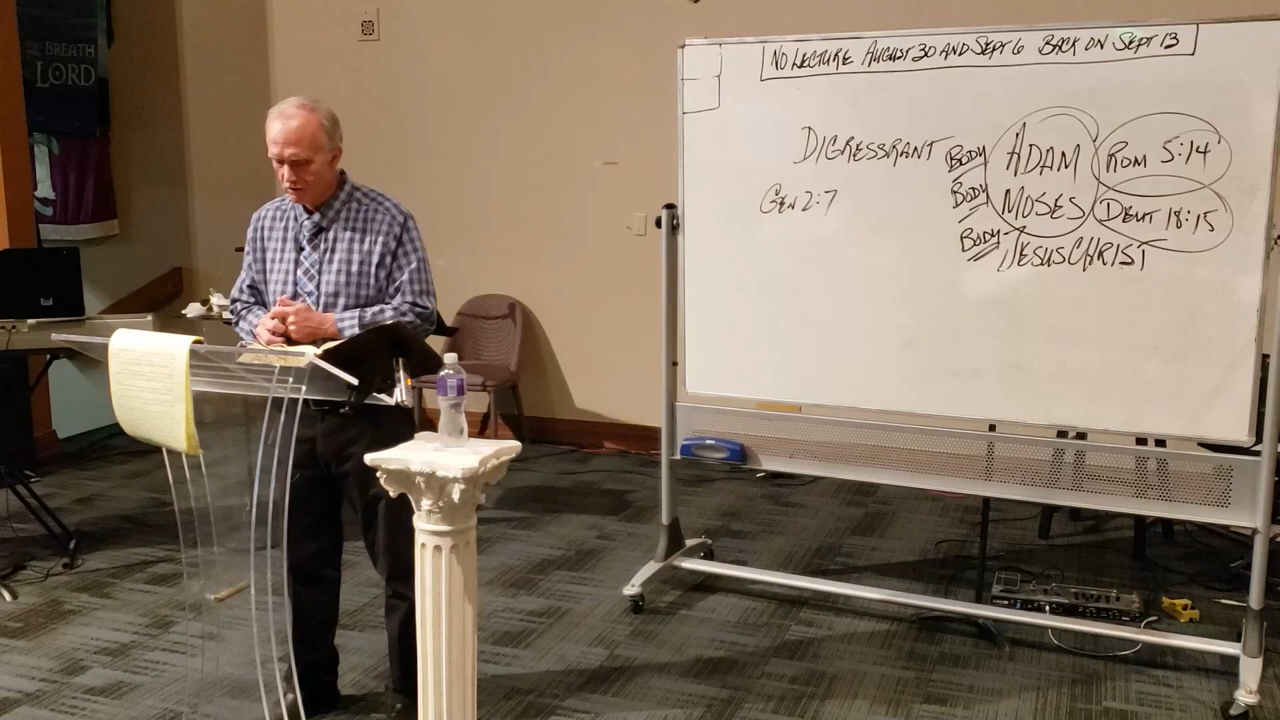 BREATH
LORD
NO LECTURE AUGUST 30 AND SEPT 6 BACK ON SEPT 13
DIGRESSRANT
GEN 2:7
BODY ADAM ROM 5:14
BODY MOSES DEUT 18:15
BODY JESUS CHRIST